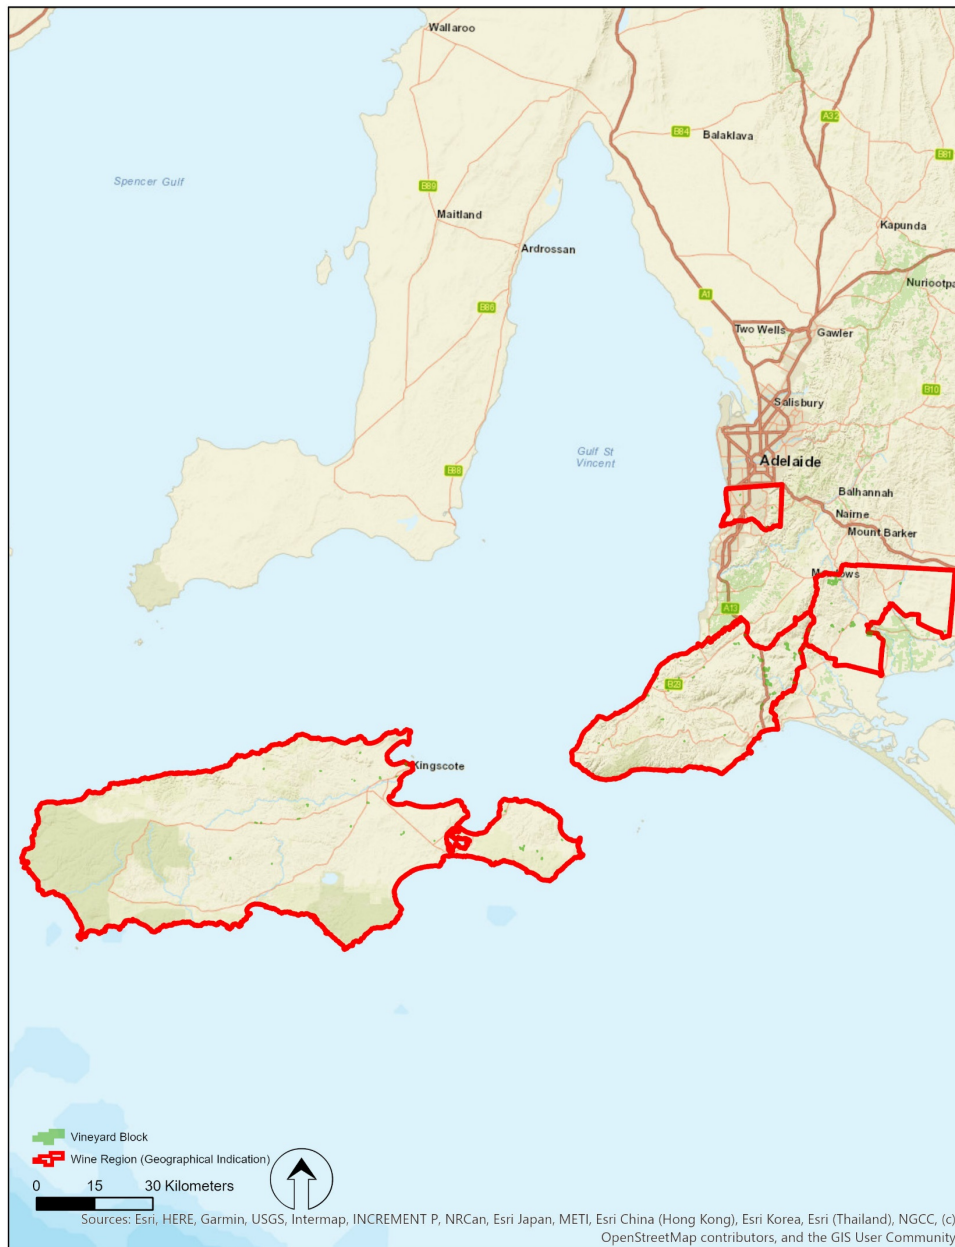 Wallaroo
A32
B84
Balaklava
B81
Spencer Gulf
B89
Maitland
Kapunda
Ardrossan
Nuriootpa
A1
B86
Two Wells
Gawler
B10
Salisbury
Gulf St
Vincent
Adelaide
B88
Balhannah
Nairne
Mount Barker
A13
B23
Kingscote
Vineyard Block
Wine Region (Geographical Indication)
0 15 30 Kilometers
Sources: Esri, HERE, Garmin, USGS, Intermap, INCREMENT P, NRCan, Esri Japan, METI, Esri China (Hong Kong), Esri Korea, Esri (Thailand), NGCC, (c)
OpenStreetMap contributors, and the GIS User Community